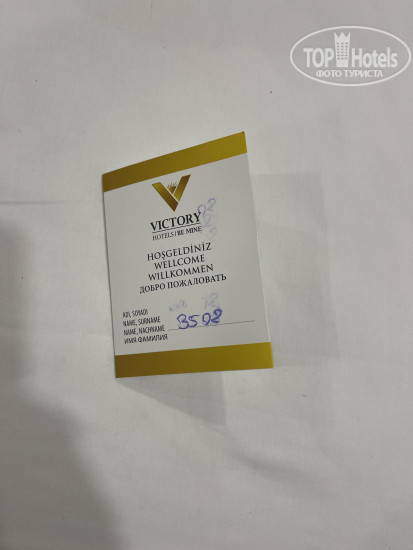 TOP Hotels
ФОТО ТУРИСТА
VICTORY
HOTELS | BE MINE
HOŞGELDİNİZ
WELLCOME
WILLKOMMEN
ДОБРО ПОЖАЛОВАТЬ
ADI, SOYADI
NAME, SURNAME
NAME, NACHNAME
ИМЯ ФАМИЛИЯ
3508